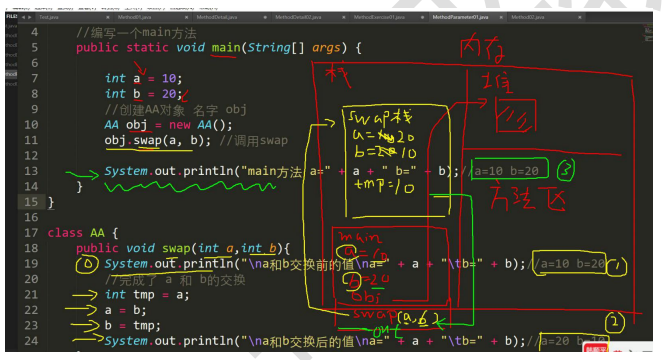 Test.java Method01.java MethodDetail.java MethodDetail02.java MethodExercise01.java MethodParameter01.java
4 //编写一个main方法
5 public static void main(String[] args) {
6
7 int a = 10;
8 int b = 20;
9 //创建AA对象 名字 obj
10 AA obj = new AA();
11 obj.swap(a, b); //调用swap
12
13 System.out.println("main方法 a=" + a + " b=" + b);//a=10 b=20 ③
14 }
15 }
16
17 class AA {
18 public void swap(int a,int b){
19 System.out.println("\na和b交换前的值\na=" + a + "\tb=" + b);//a=10 b=20 ①
20 //完成了 a 和 b的交换
21 int tmp = a;
22 a = b;
23 b = tmp;
24 System.out.println("\na和b交换后的值\na=" + a + "\tb=" + b);//a=20
②
内存
栈
堆
swap栈
a=20
b=10
tmp=10
方法区
main
a=10
b=20
obj
swap(a,b)